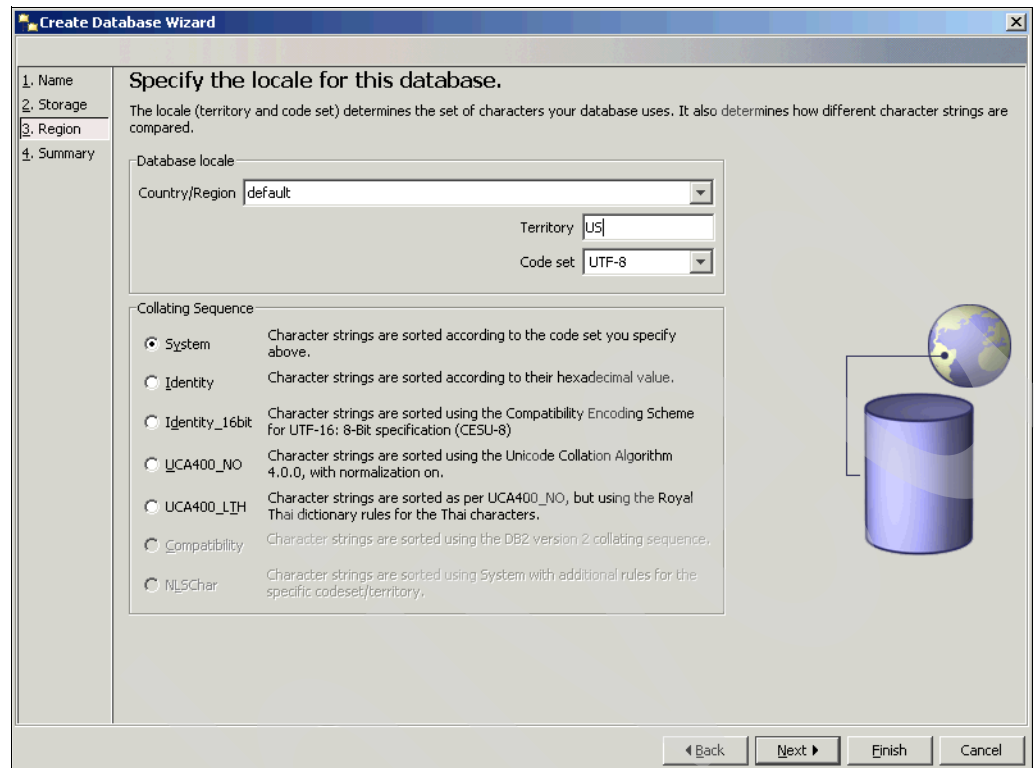 Create Database Wizard
1. Name
2. Storage
3. Region
4. Summary
Specify the locale for this database.
The locale (territory and code set) determines the set of characters your database uses. It also determines how different character strings are
compared.
Database locale
Country/Region default
Territory US
Code set UTF-8
Collating Sequence
System Character strings are sorted according to the code set you specify
above.
Identity Character strings are sorted according to their hexadecimal value.
Identity_16bit Character strings are sorted using the Compatibility Encoding Scheme
for UTF-16: 8-Bit specification (CESU-8)
UCA400_NO Character strings are sorted using the Unicode Collation Algorithm
4.0.0, with normalization on.
UCA400_LTH Character strings are sorted as per UCA400_NO, but using the Royal
Thai dictionary rules for the Thai characters.
Compatibility Character strings are sorted using the DB2 version 2 collating sequence.
NLSChar Character strings are sorted using System with additional rules for the
specific codeset/territory.
Back Next Finish Cancel